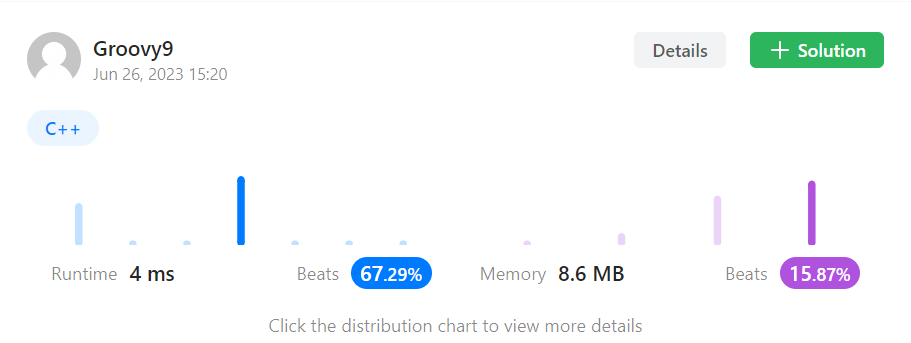 Groovy9
Jun 26, 2023 15:20
Details
+ Solution
C++
Runtime 4 ms Beats 67.29% Memory 8.6 MB Beats 15.87%
Click the distribution chart to view more details